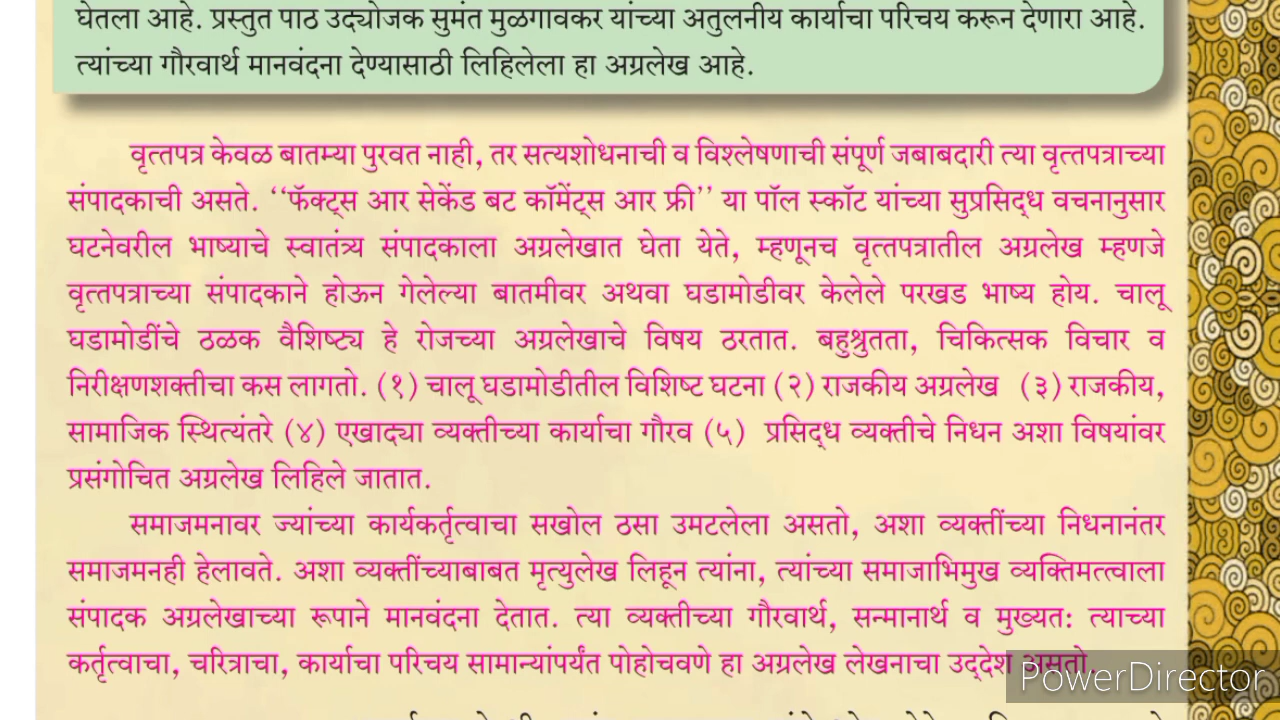 घेतला आहे. प्रस्तुत पाठ उद्योजक सुमंत मुळगावकर यांच्या अतुलनीय कार्याचा परिचय करून देणारा आहे.
त्यांच्या गौरवार्थ मानवंदना देण्यासाठी लिहिलेला हा अग्रलेख आहे.
वृत्तपत्र केवळ बातम्या पुरवत नाही, तर सत्यशोधनाची व विश्लेषणाची संपूर्ण जबाबदारी त्या वृत्तपत्राच्या
संपादकाची असते. ‘‘फॅक्ट्स आर सेकेंड बट कॉमेंट्स आर फ्री’’ या पॉल स्कॉट यांच्या सुप्रसिद्ध वचनानुसार
घटनेवरील भाष्याचे स्वातंत्र्य संपादकाला अग्रलेखात घेता येते, म्हणूनच वृत्तपत्रातील अग्रलेख म्हणजे
वृत्तपत्राच्या संपादकाने होऊन गेलेल्या बातमीवर अथवा घडामोडीवर केलेले परखड भाष्य होय. चालू
घडामोडींचे ठळक वैशिष्ट्य हे रोजच्या अग्रलेखाचे विषय ठरतात. बहुश्रुतता, चिकित्सक विचार व
निरीक्षणशक्तीचा कस लागतो. (१) चालू घडामोडीतील विशिष्ट घटना (२) राजकीय अग्रलेख (३) राजकीय,
सामाजिक स्थित्यंतरे (४) एखाद्या व्यक्तीच्या कार्याचा गौरव (५) प्रसिद्ध व्यक्तीचे निधन अशा विषयांवर
प्रसंगोचित अग्रलेख लिहिले जातात.
समाजमनावर ज्यांच्या कार्यकर्तृत्वाचा सखोल ठसा उमटलेला असतो, अशा व्यक्तींच्या निधनानंतर
समाजमनही हेलावते. अशा व्यक्तींच्याबाबत मृत्युलेख लिहून त्यांना, त्यांच्या समाजाभिमुख व्यक्तिमत्त्वाला
संपादक अग्रलेखाच्या रूपाने मानवंदना देतात. त्या व्यक्तीच्या गौरवार्थ, सन्मानार्थ व मुख्यत: त्याच्या
कर्तृत्वाचा, चरित्राचा, कार्याचा परिचय सामान्यांपर्यंत पोहोचवणे हा अग्रलेख लेखनाचा उद्देश असतो.
PowerDirector